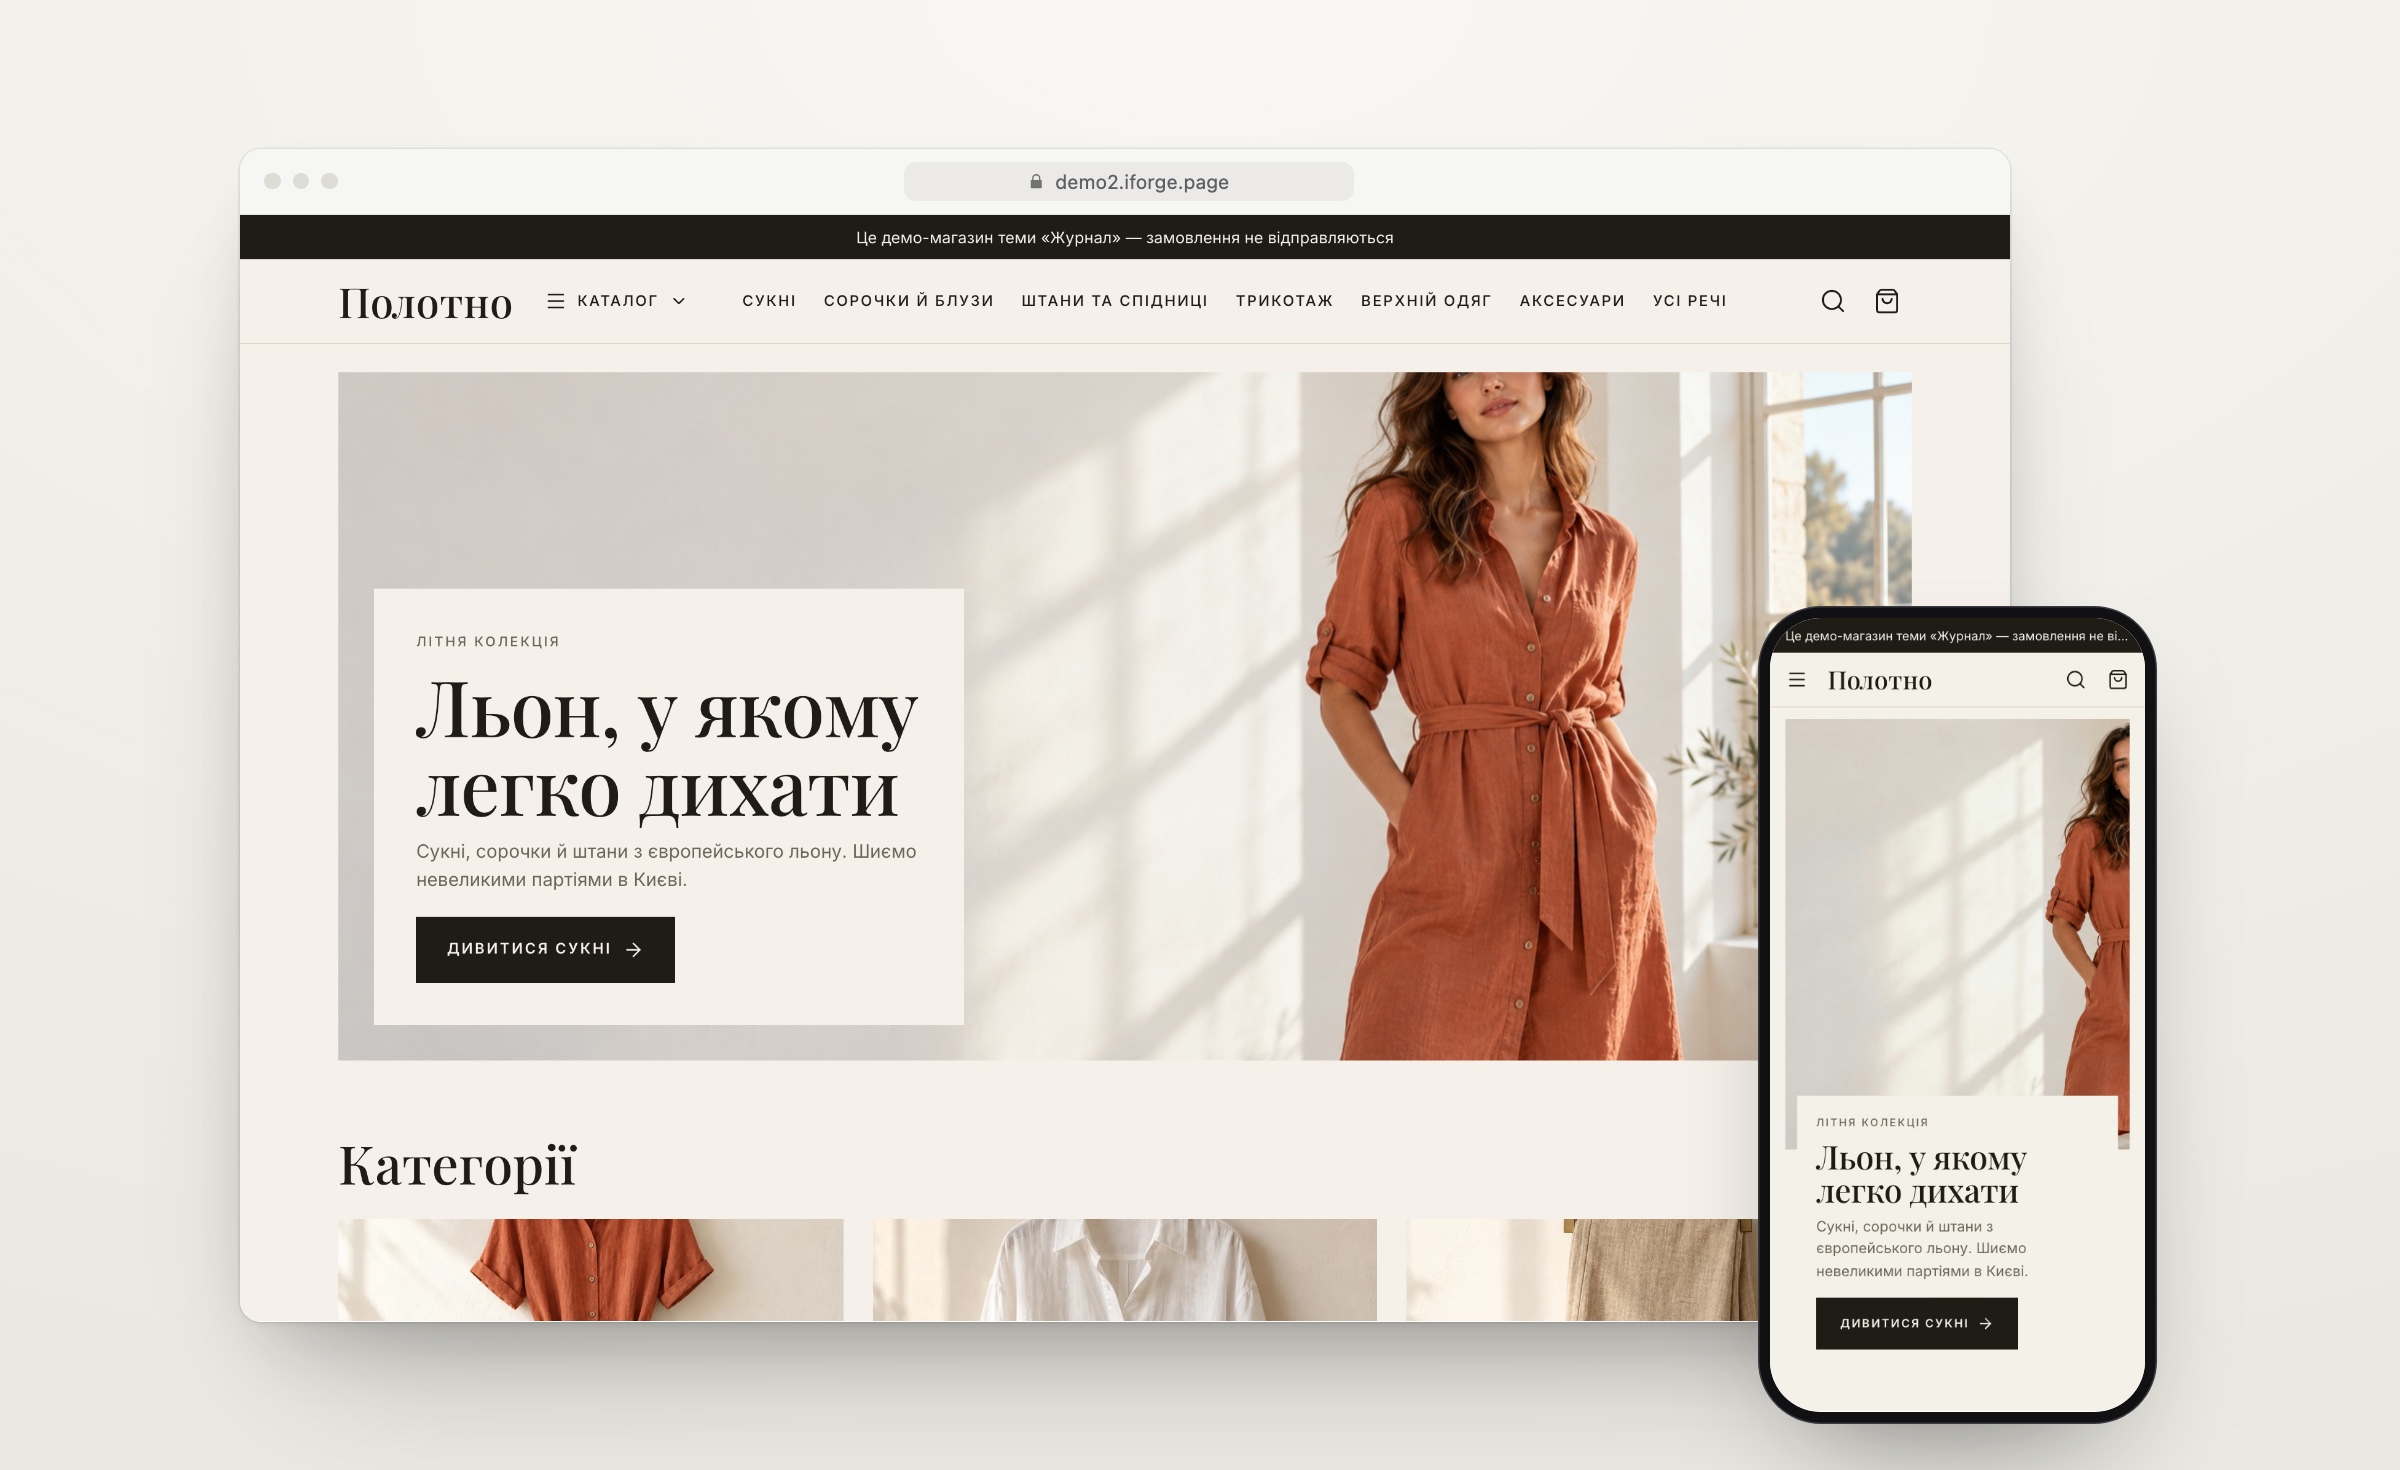 demo2.iforge.page
Це демо-магазин теми «Журнал» — замовлення не відправляються
Полотно КАТАЛОГ СУКНІ СОРОЧКИ Й БЛУЗИ ШТАНИ ТА СПІДНИЦІ ТРИКОТАЖ ВЕРХНІЙ ОДЯГ АКСЕСУАРИ УСІ РЕЧІ
ЛІТНЯ КОЛЕКЦІЯ
Льон, у якому
легко дихати
Сукні, сорочки й штани з європейського льону. Шиємо
невеликими партіями в Києві.
ДИВИТИСЯ СУКНІ
Категорії
Це демо-магазин теми «Журнал» — замовлення не ві...
Полотно
ЛІТНЯ КОЛЕКЦІЯ
Льон, у якому
легко дихати
Сукні, сорочки й штани з
європейського льону. Шиємо
невеликими партіями в Києві.
ДИВИТИСЯ СУКНІ